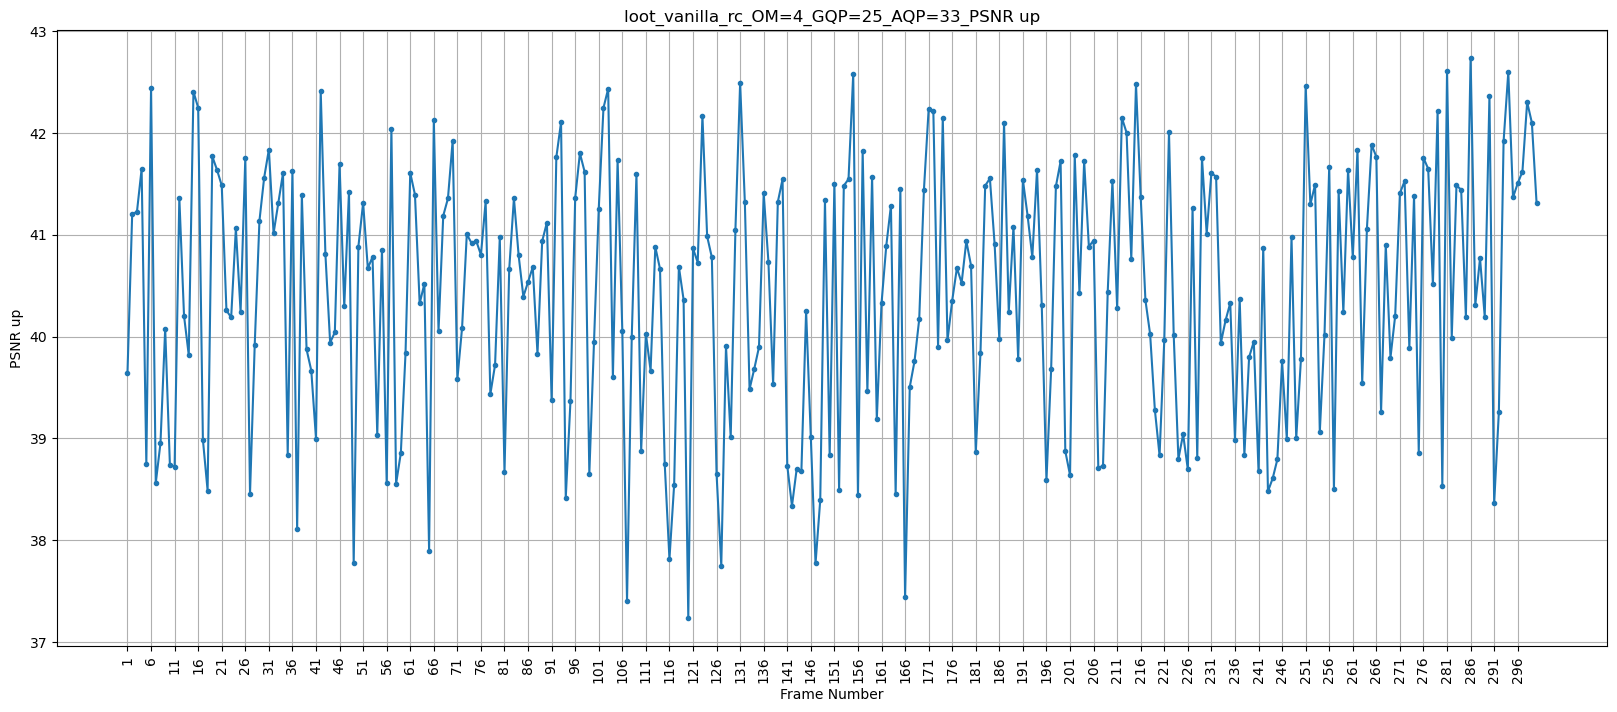 loot_vanilla_rc_OM=4_GQP=25_AQP=33_PSNR up
43
42
41
40
39
38
37
PSNR up
1 6 11 16 21 26 31 36 41 46 51 56 61 66 71 76 81 86 91 96 101 106 111 116 121 126 131 136 141 146 151 156 161 166 171 176 181 186 191 196 201 206 211 216 221 226 231 236 241 246 251 256 261 266 271 276 281 286 291 296
Frame Number